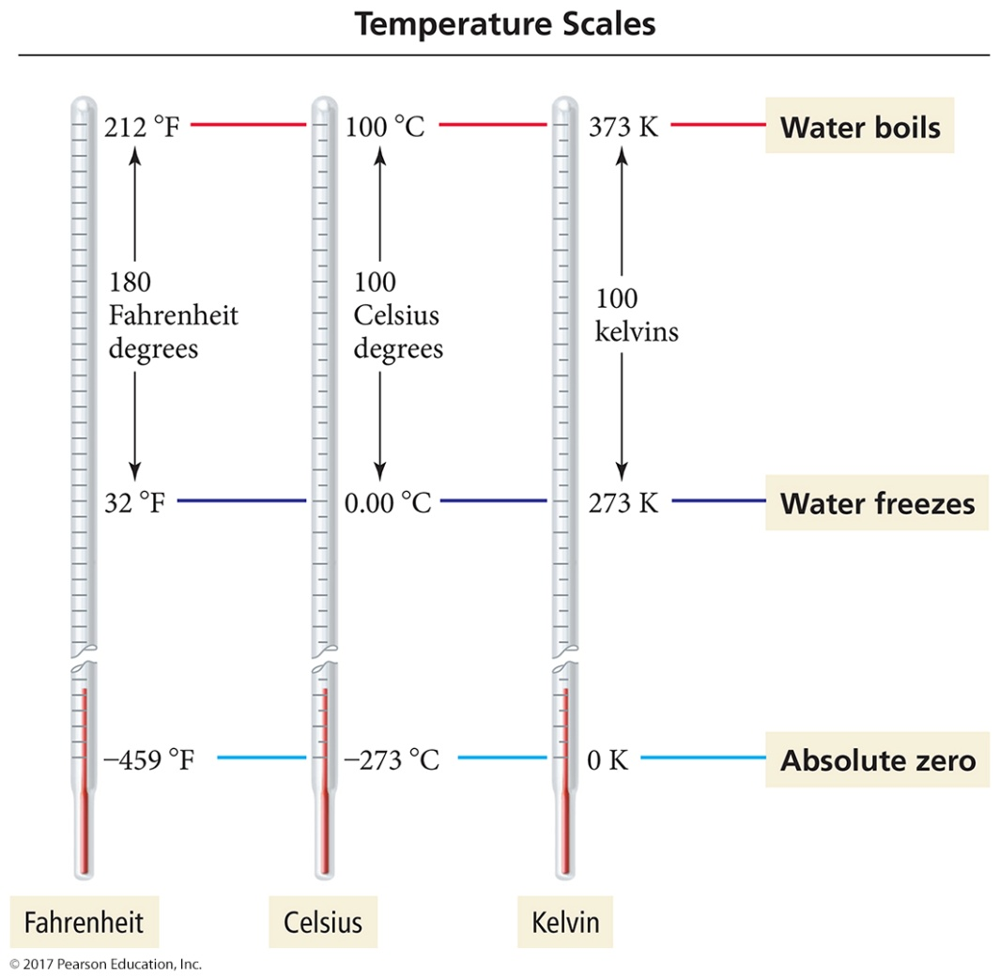 Temperature Scales
212 °F
100 °C
373 K
Water boils
180
Fahrenheit
degrees
100
Celsius
degrees
100
kelvins
32 °F
0.00 °C
273 K
Water freezes
–459 °F
–273 °C
0 K
Absolute zero
Fahrenheit
Celsius
Kelvin
© 2017 Pearson Education, Inc.